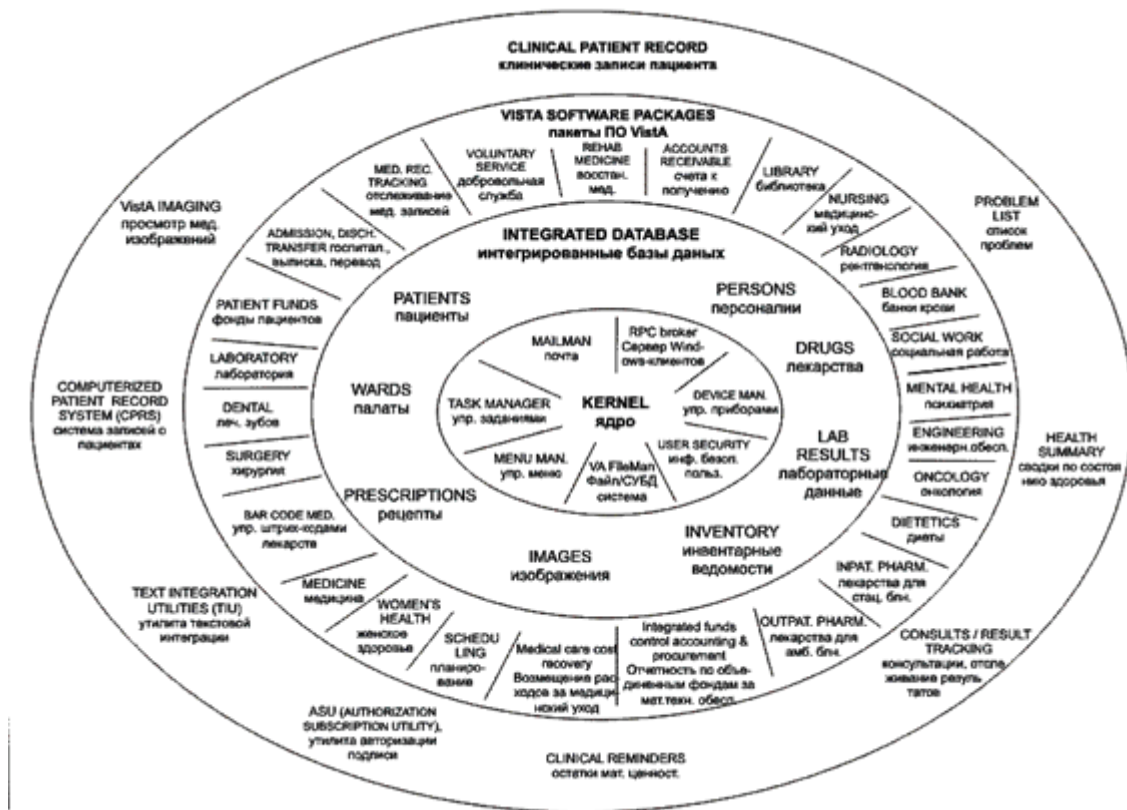 CLINICAL PATIENT RECORD
клинические записи пациента
VISTA SOFTWARE PACKAGES
пакеты ПО VistA
MED. REC.
TRACKING
отслеживание
мед. записей
VOLUNTARY
SERVICE
добровольная
служба
REHAB
MEDICINE
восстан.
мед.
ACCOUNTS
RECEIVABLE
счета к
получению
LIBRARY
библиотека
NURSING
медицинс-
кий уход
RADIOLOGY
рентгенология
BLOOD BANK
банки крови
SOCIAL WORK
социальная работа
MENTAL HEALTH
психиатрия
ENGINEERING
инженерн.обесп.
ONCOLOGY
онкология
DIETETICS
диеты
INPAT. PHARM.
лекарства для
стац. блн.
OUTPAT. PHARM.
лекарства для
амб. блн.
Integrated funds
control accounting &
procurement
Отчетность по объе-
диненным фондам за
мат.техн. обесп.
Medical care cost
recovery
Возмещение рас-
ходов за медици-
нский уход
SCHEDU
LING
планиро-
вание
WOMEN'S
HEALTH
женское
здоровье
MEDICINE
медицина
BAR CODE MED.
упр. штрих-кодами
лекарств
SURGERY
хирургия
DENTAL
леч. зубов
LABORATORY
лаборатория
PATIENT FUNDS
фонды пациентов
ADMISSION, DISCH.
TRANSFER госпитал.,
выписка, перевод
INTEGRATED DATABASE
интегрированные базы даных
PATIENTS
пациенты
PERSONS
персоналии
DRUGS
лекарства
WARDS
палаты
LAB
RESULTS
лабораторные
данные
PRESCRIPTIONS
рецепты
IMAGES
изображения
INVENTORY
инвентарные
ведомости
MAILMAN
почта
RPC broker
Сервер Wind-
ows-клиентов
TASK MANAGER
упр. заданиями
KERNEL
ядро
DEVICE MAN.
упр. приборами
MENU MAN.
упр. меню
VA FileMan
Файл/СУБД
система
USER SECURITY
инф. безоп.
польз.
VistA IMAGING
просмотр мед.
изображений
PROBLEM
LIST
список
проблем
COMPUTERIZED
PATIENT RECORD
SYSTEM (CPRS)
система записей о
пациентах
HEALTH
SUMMARY
сводки по состоя
нию здоровья
TEXT INTEGRATION
UTILITIES (TIU)
утилита текстовой
интеграции
CONSULTS / RESULT
TRACKING
консультации, отсле
живание резуль
татов
ASU (AUTHORIZATION
SUBSCRIPTION UTILITY),
утилита авторизации
подписи
CLINICAL REMINDERS
остатки мат. ценност.